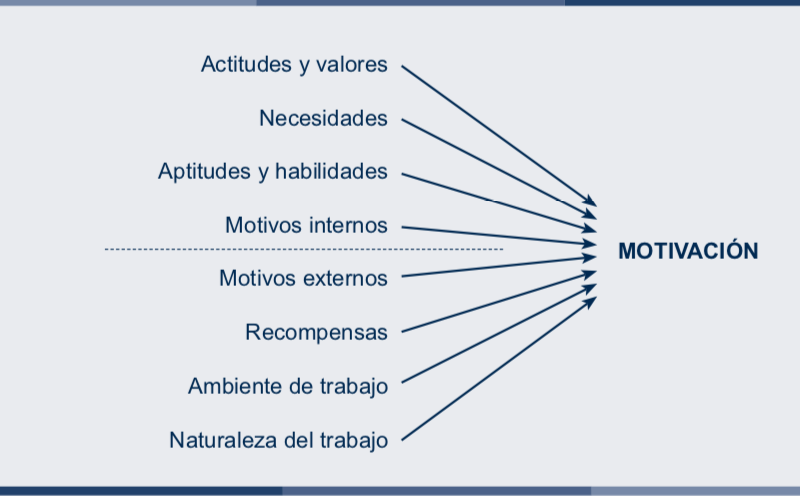 Actitudes y valores
Necesidades
Aptitudes y habilidades
Motivos internos
MOTIVACIÓN
Motivos externos
Recompensas
Ambiente de trabajo
Naturaleza del trabajo